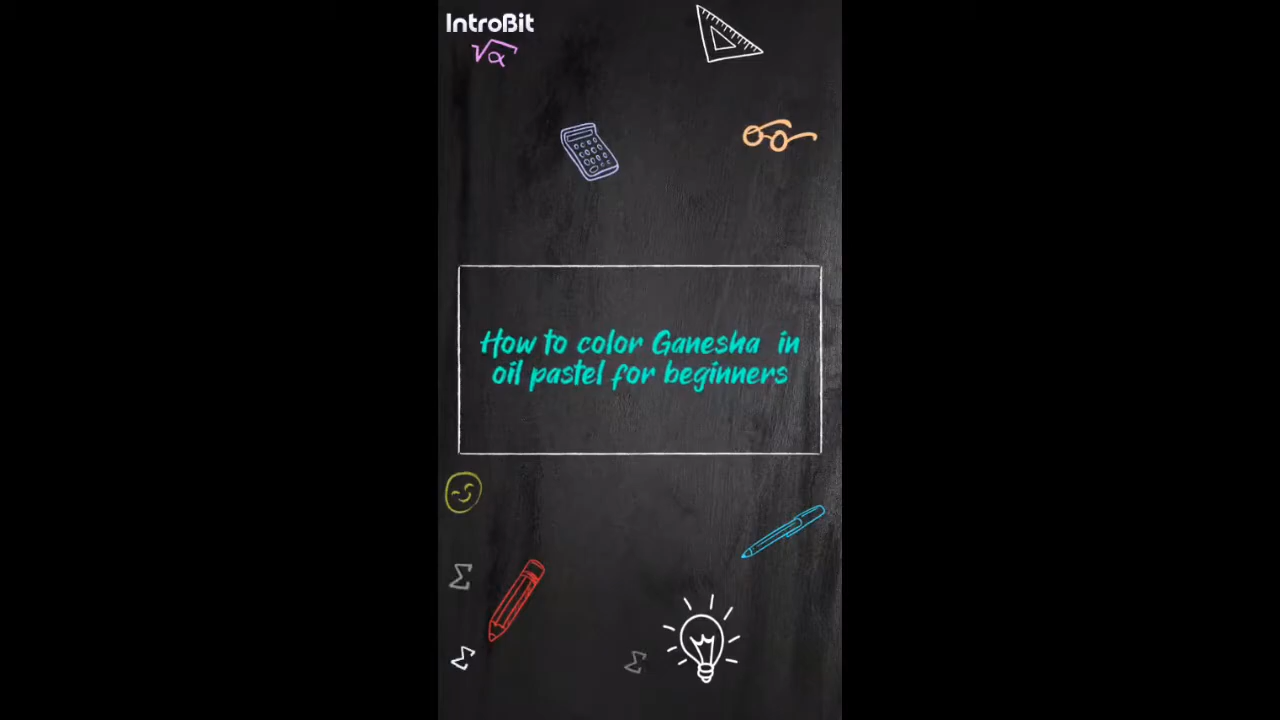 IntroBit
√α
How to color Ganesha in
oil pastel for beginners
Σ
Σ
Σ